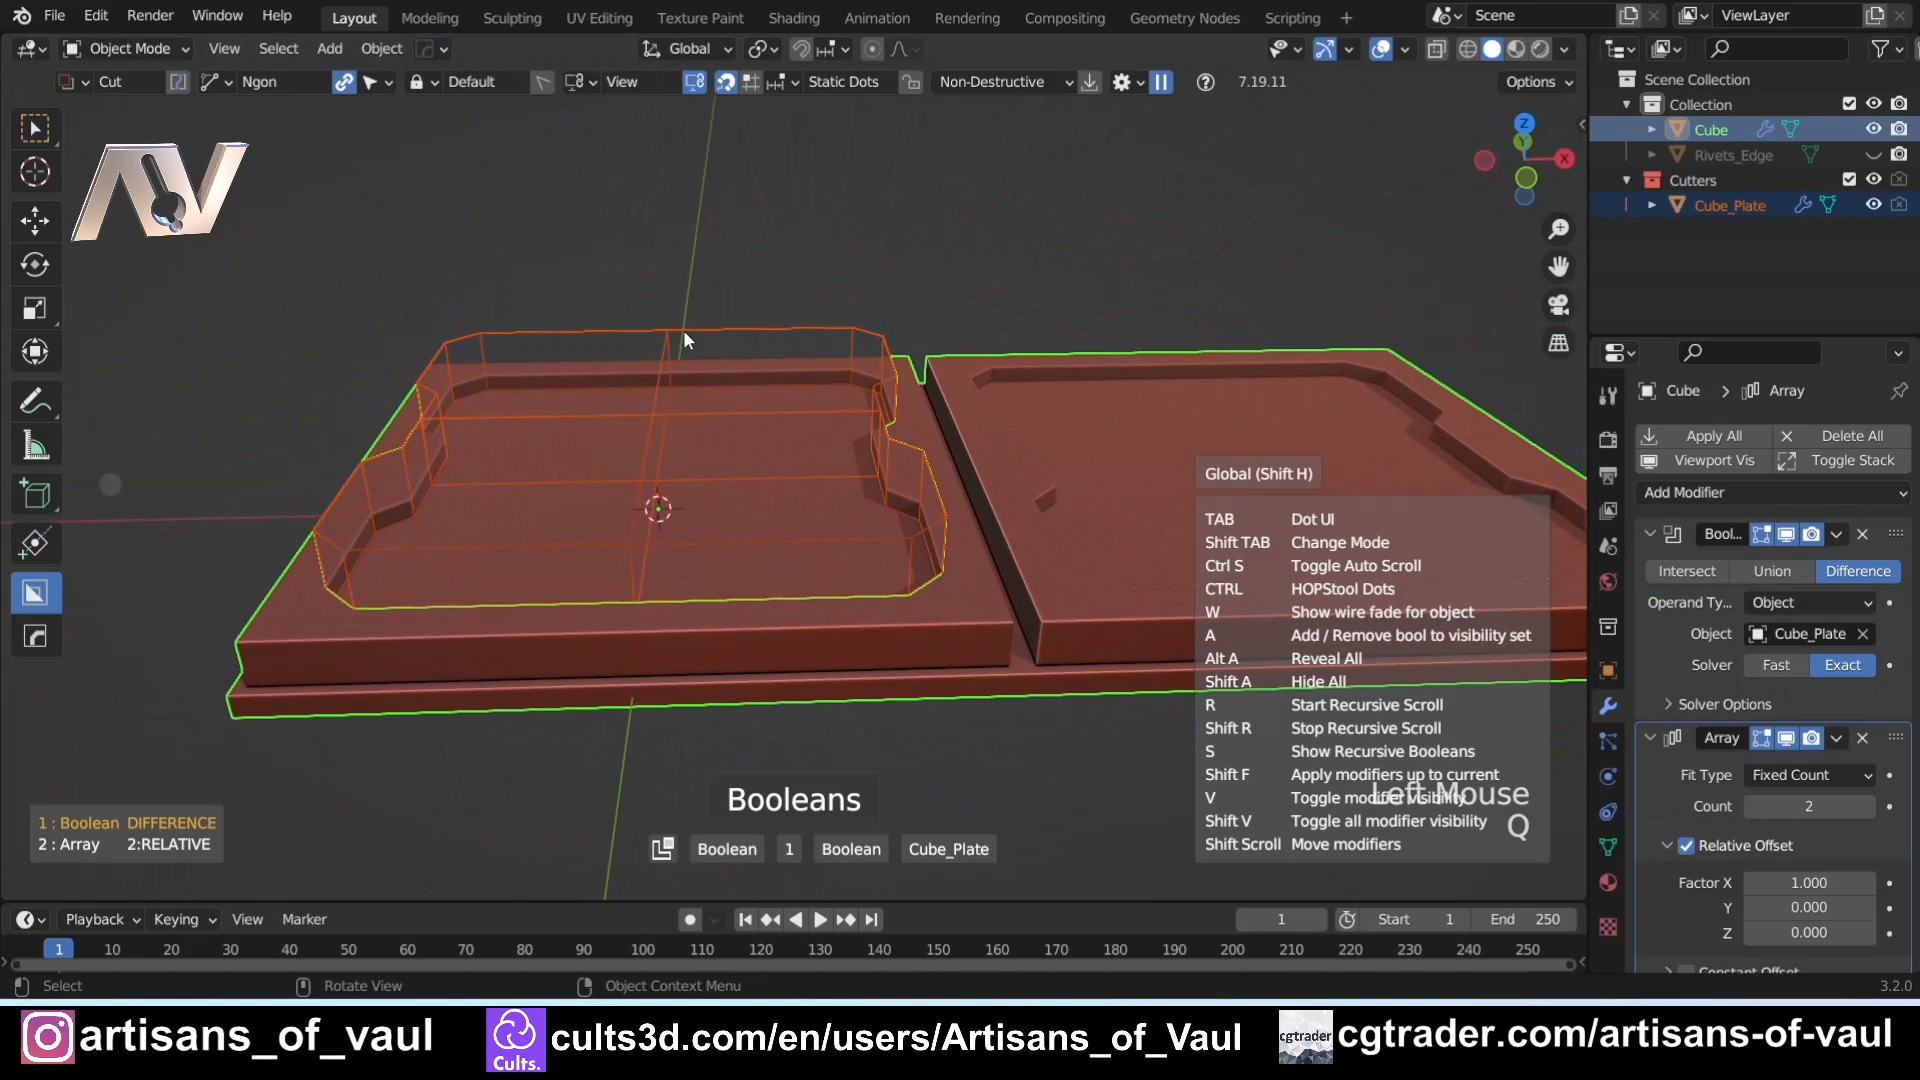 File Edit Render Window Help Layout Modeling Sculpting UV Editing Texture Paint Shading Animation Rendering Compositing Geometry Nodes Scripting + Scene ViewLayer
Object Mode View Select Add Object Global
Cut Ngon Default View Static Dots Non-Destructive 7.19.11 Options
Scene Collection
Collection
Cube
Rivets_Edge
Cutters
Cube_Plate
Z
X
AV
Cube > Array
Apply All Delete All
Viewport Vis Toggle Stack
Add Modifier
Bool...
Intersect Union Difference
Operand Ty... Object
Object Cube_Plate
Solver Fast Exact
Solver Options
Array
Fit Type Fixed Count
Count 2
Relative Offset
Factor X 1.000
Y 0.000
Z 0.000
Constant Offset
Global (Shift H)
TAB Dot UI
Shift TAB Change Mode
Ctrl S Toggle Auto Scroll
CTRL HOPStool Dots
W Show wire fade for object
A Add / Remove bool to visibility set
Alt A Reveal All
Shift A Hide All
R Start Recursive Scroll
Shift R Stop Recursive Scroll
S Show Recursive Booleans
Shift F Apply modifiers up to current
V Toggle modifier visibility
Shift V Toggle all modifier visibility
Shift Scroll Move modifiers
Left Mouse
Q
Booleans
Boolean 1 Boolean Cube_Plate
1 : Boolean DIFFERENCE
2 : Array 2:RELATIVE
Playback Keying View Marker 1 Start 1 End 250
1 10 20 30 40 50 60 70 80 90 100 110 120 130 140 150 160 170 180 190 200 210 220 230 240 250
Select Rotate View Object Context Menu 3.2.0
artisans_of_vaul Cults. cults3d.com/en/users/Artisans_of_Vaul cgtrader cgtrader.com/artisans-of-vaul